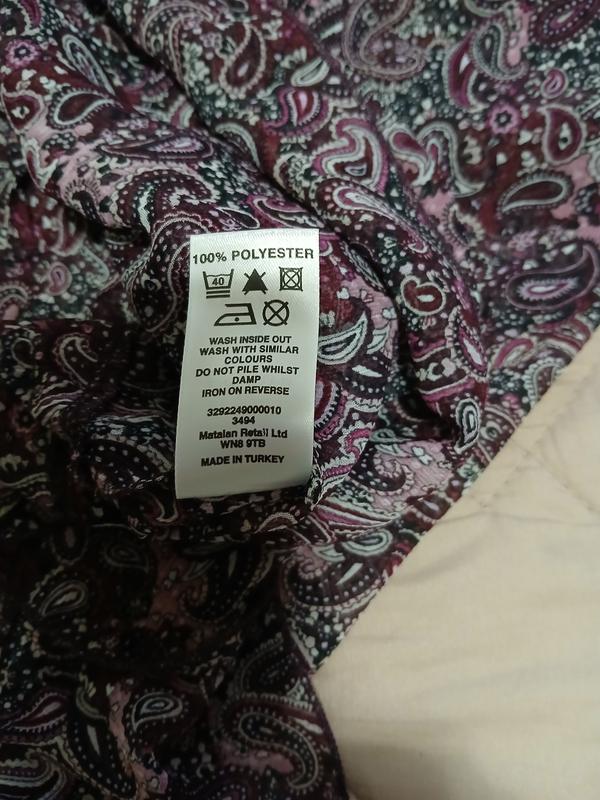 100% POLYESTER
40
WASH INSIDE OUT
WASH WITH SIMILAR
COLOURS
DO NOT PILE WHILST
DAMP
IRON ON REVERSE
3292249000010
3494
Matalan Retail Ltd
WN8 9TB
MADE IN TURKEY